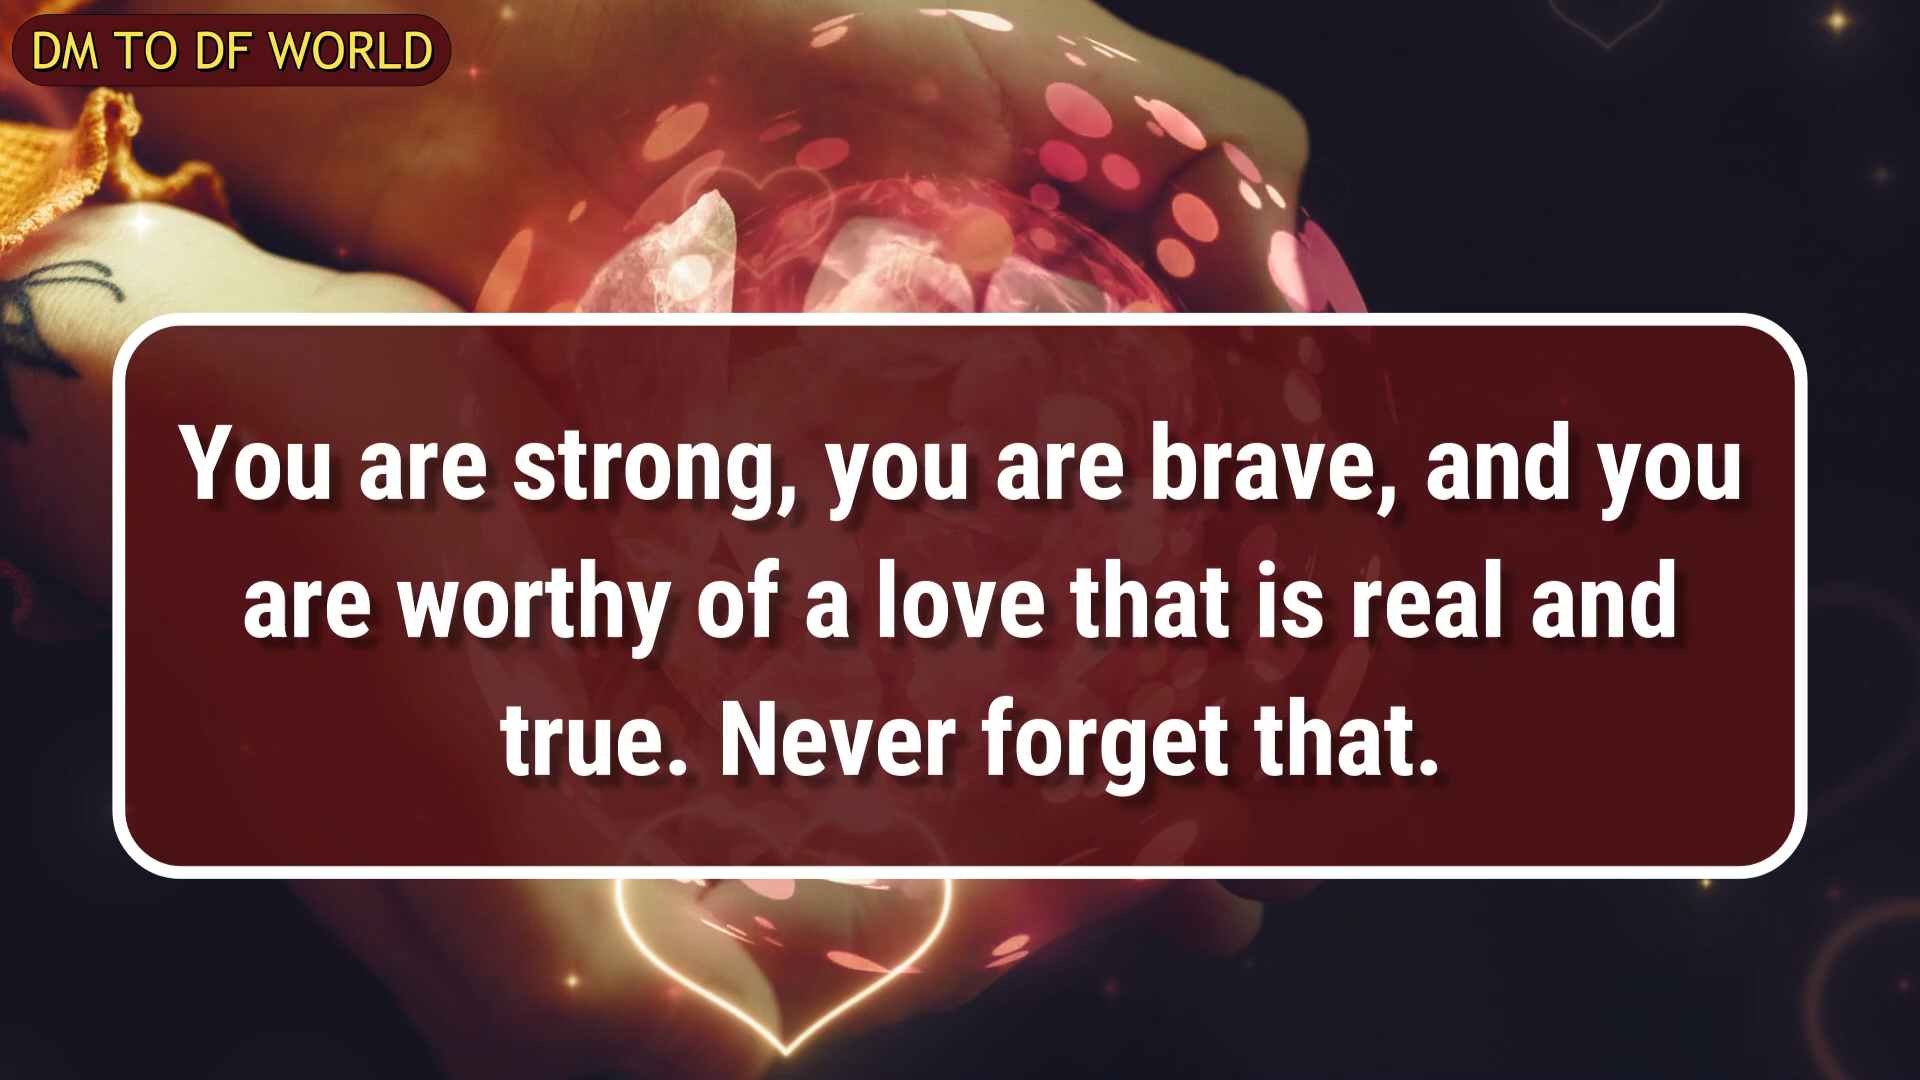 DM TO DF WORLD
You are strong, you are brave, and you
are worthy of a love that is real and
true. Never forget that.